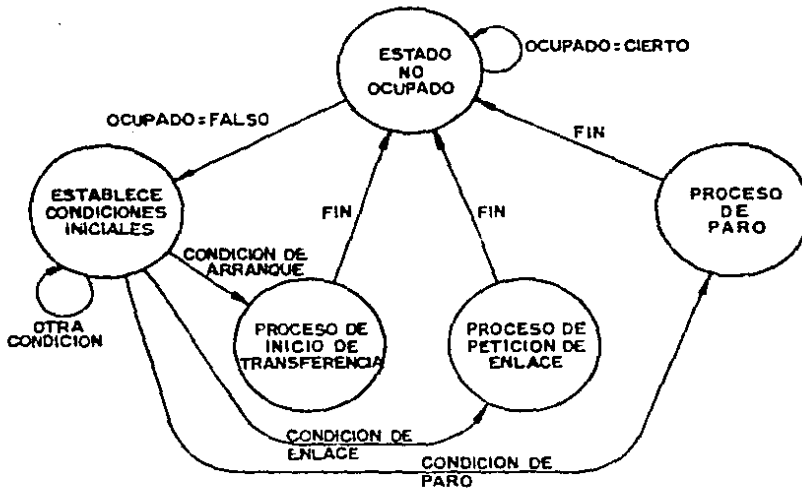 ESTADO
NO
OCUPADO
OCUPADO=CIERTO
OCUPADO=FALSO
FIN
ESTABLECE
CONDICIONES
INICIALES
FIN
FIN
PROCESO
DE
PARO
CONDICION DE
ARRANQUE
OTRA
CONDICION
PROCESO DE
INICIO DE
TRANSFERENCIA
PROCESO DE
PETICION DE
ENLACE
CONDICION DE
ENLACE
CONDICION DE
PARO